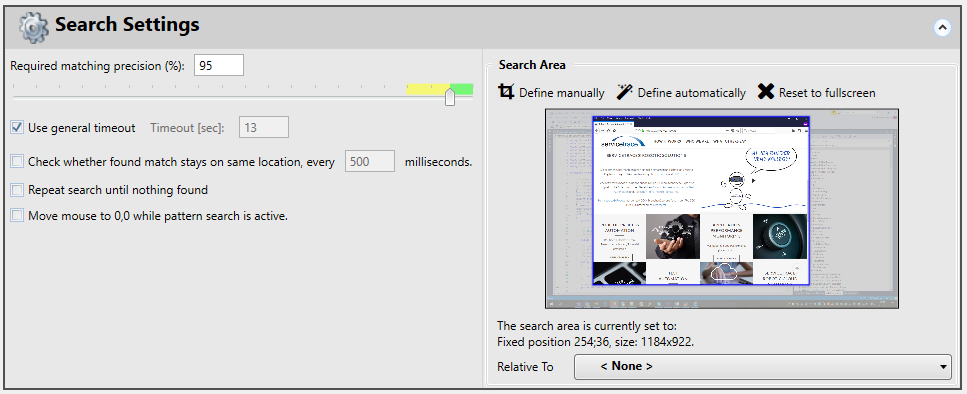 Search Settings
Required matching precision (%): 95
Use general timeout Timeout [sec]: 13
Check whether found match stays on same location, every 500 milliseconds.
Repeat search until nothing found
Move mouse to 0,0 while pattern search is active.
Search Area
Define manually Define automatically Reset to fullscreen
servicetrace
The search area is currently set to:
Fixed position 254;36, size: 1184x922.
Relative To < None >